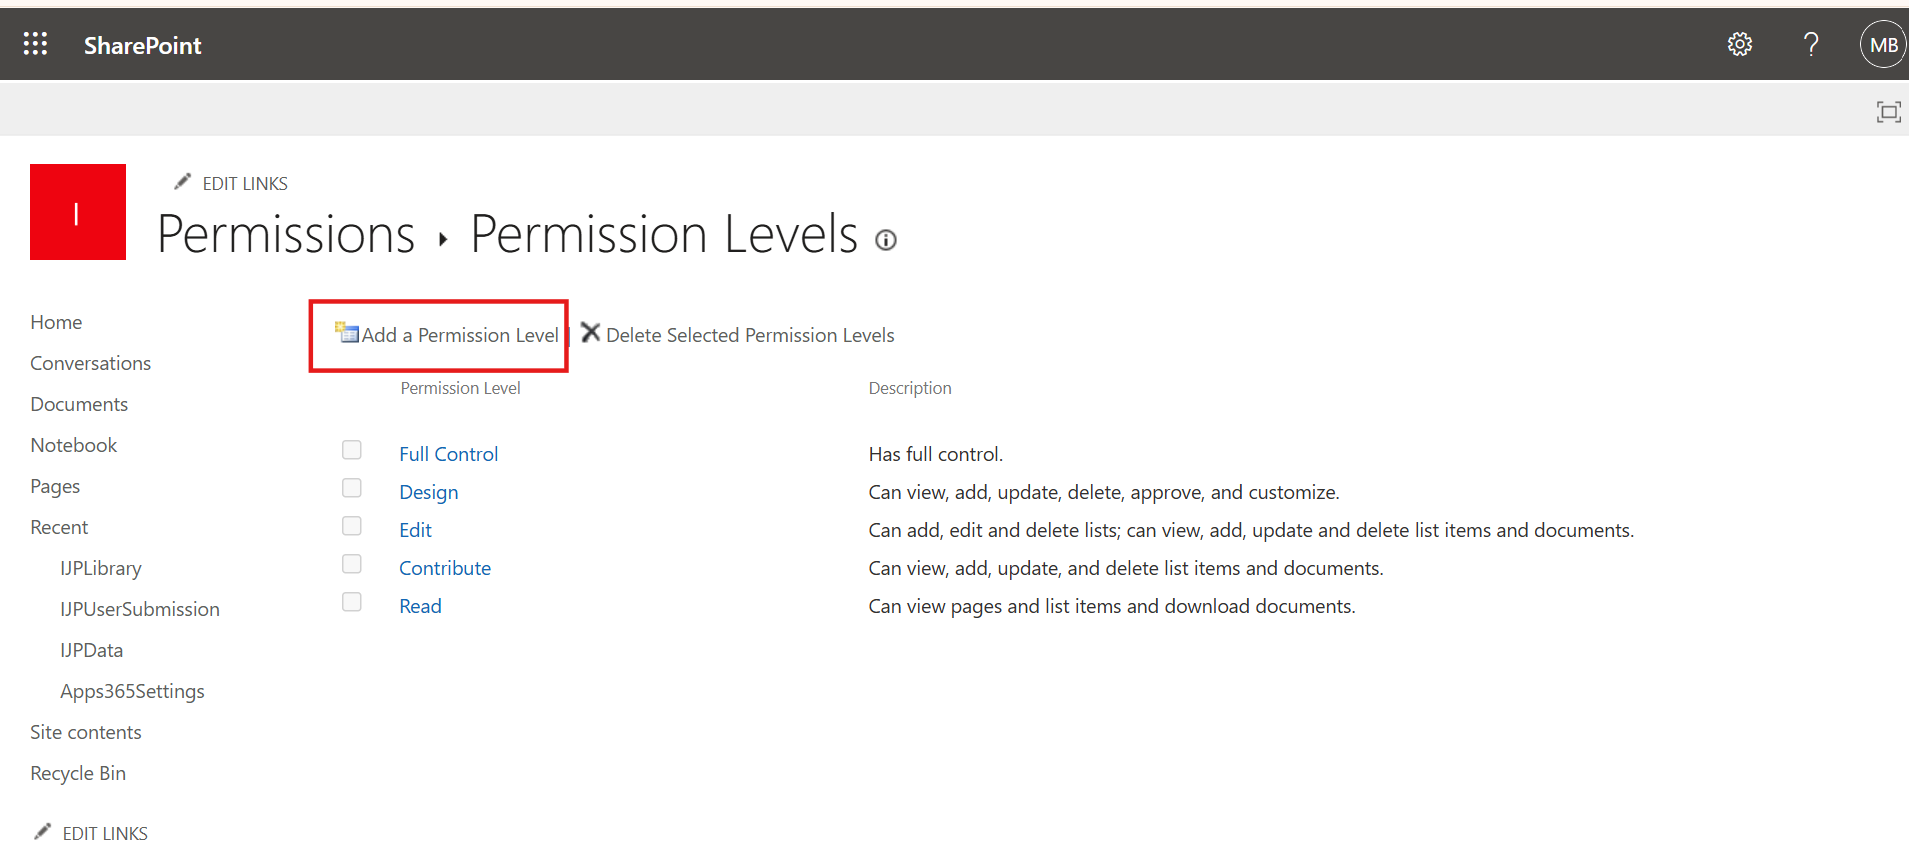 SharePoint
?
MB
EDIT LINKS
I
Permissions ▸ Permission Levels
Add a Permission Level | Delete Selected Permission Levels
Permission Level Description
Full Control Has full control.
Design Can view, add, update, delete, approve, and customize.
Edit Can add, edit and delete lists; can view, add, update and delete list items and documents.
Contribute Can view, add, update, and delete list items and documents.
Read Can view pages and list items and download documents.
Home
Conversations
Documents
Notebook
Pages
Recent
IJPLibrary
IJPUserSubmission
IJPData
Apps365Settings
Site contents
Recycle Bin
EDIT LINKS